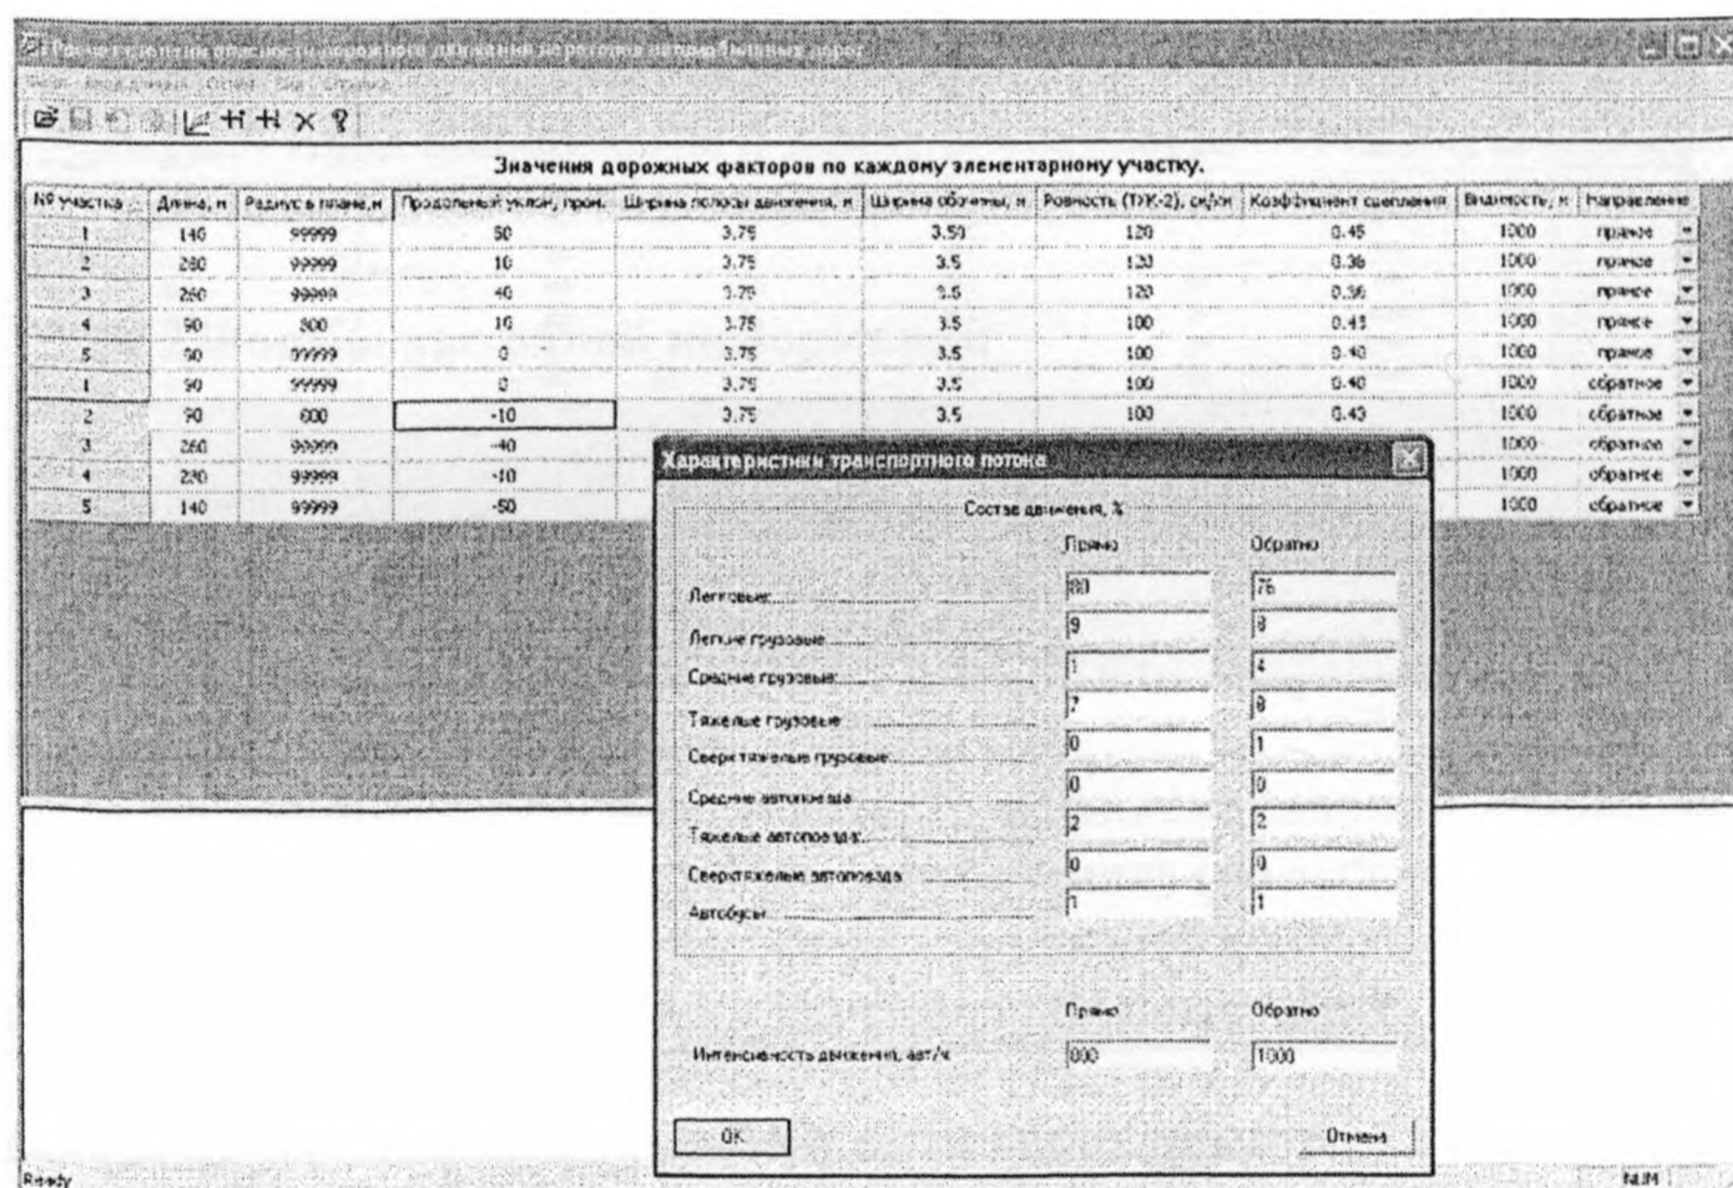 Значения дорожных факторов по каждому элементарному участку.
№ участка Длина, м Радиус в плане, м Продольный уклон, пром. Ширина полосы движения, м Ширина обочины, м Ровность (ТХК-2), см/км Коэффициент сцепления Видимость, м Направление
1 140 99999 50 3.75 3.50 120 0.45 1000 прямое
2 280 99999 10 3.75 3.5 120 0.36 1000 прямое
3 260 99999 40 3.75 3.5 120 0.36 1000 прямое
4 90 10 3.75 3.5 100 0.43 1000 прямое
5 90 99999 0 3.75 3.5 100 0.40 1000 прямое
1 90 99999 0 3.75 3.5 100 0.40 1000 обратное
2 90 600 -10 3.75 3.5 100 0.43 1000 обратное
3 260 99999 -40 1000 обратное
4 99999 -10 1000 обратное
5 140 99999 -50 1000 обратное
Характеристики транспортного потока
Состав движения, %
Прямо Обратно
Легковые: 80 76
Легкие грузовые 9 8
Средние грузовые: 1 4
Тяжелые грузовые 7 8
Сверхтяжелые грузовые: 0 1
Средние автопоезда 0 0
Тяжелые автопоезда: 2 2
Сверхтяжелые автопоезда 0 0
Автобусы 1 1
Прямо Обратно
Интенсивность движения, авт/ч 800 1000
OK Отмена
Ready NUM